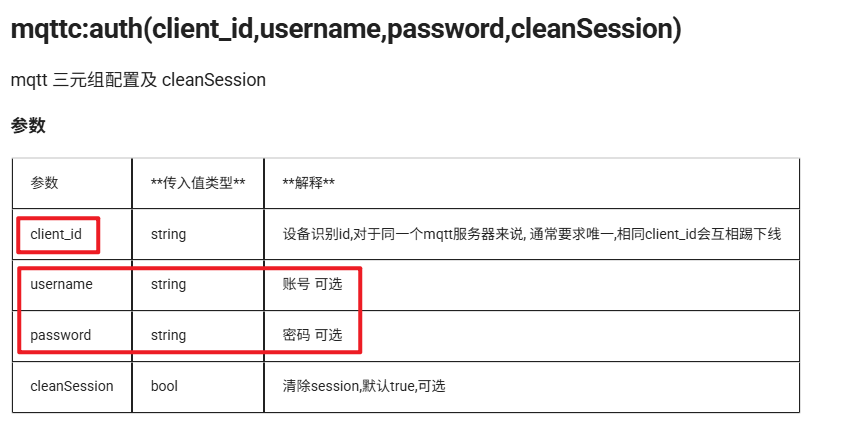 mqttc:auth(client_id,username,password,cleanSession)
mqtt 三元组配置及 cleanSession
参数
参数 **传入值类型** **解释**
client_id string 设备识别id,对于同一个mqtt服务器来说, 通常要求唯一,相同client_id会互相踢下线
username string 账号 可选
password string 密码 可选
cleanSession bool 清除session,默认true,可选